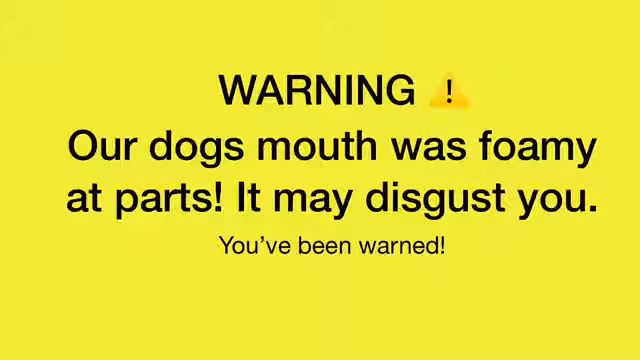 WARNING ⚠️
Our dogs mouth was foamy
at parts! It may disgust you.
You’ve been warned!